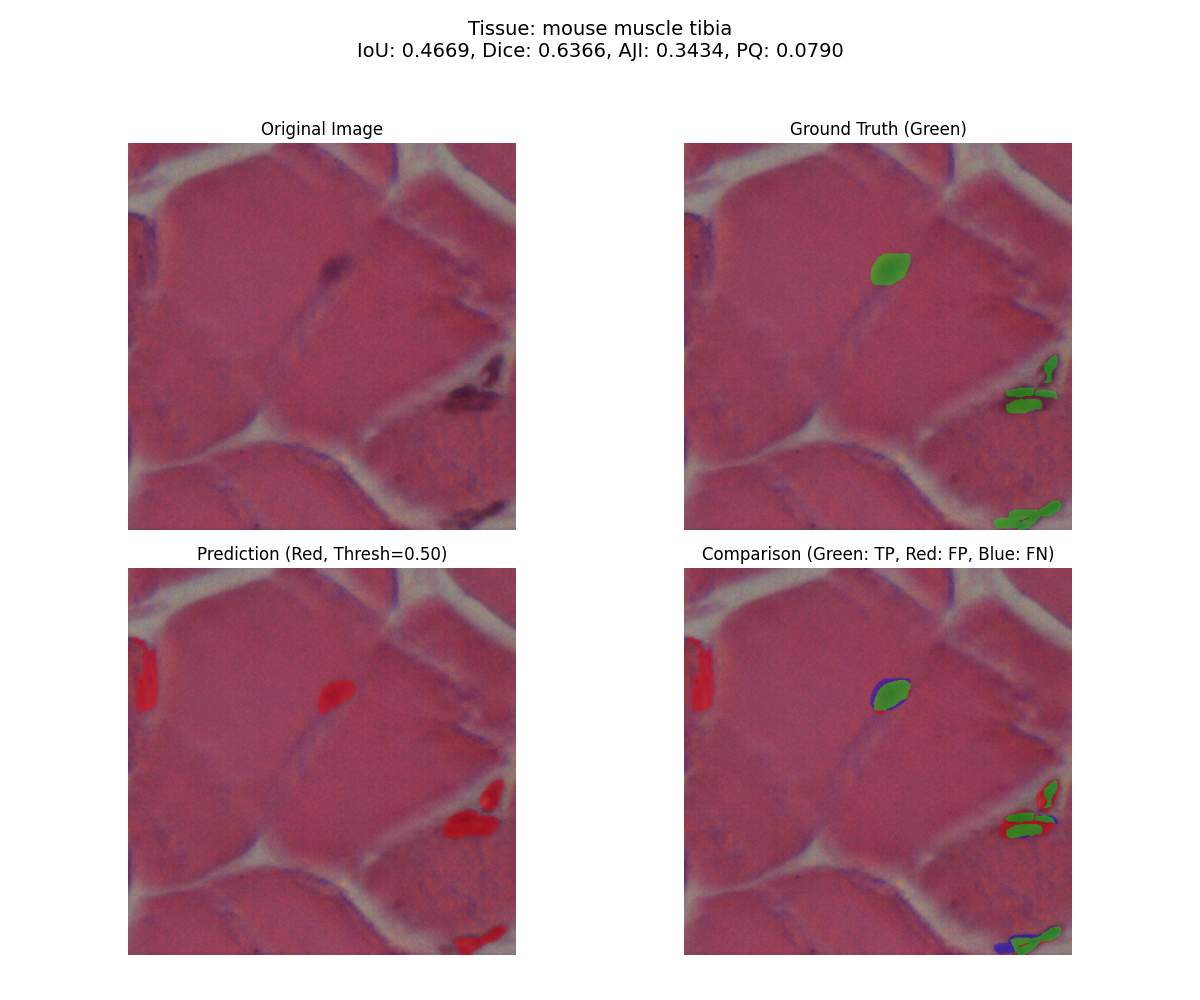 Tissue: mouse muscle tibia
IoU: 0.4669, Dice: 0.6366, AJI: 0.3434, PQ: 0.0790
Original Image
Ground Truth (Green)
Prediction (Red, Thresh=0.50)
Comparison (Green: TP, Red: FP, Blue: FN)